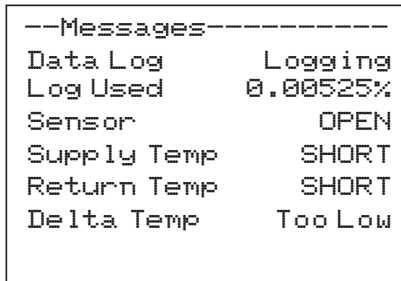 --Messages----------
Data Log Logging
Log Used 0.00525%
Sensor OPEN
Supply Temp SHORT
Return Temp SHORT
Delta Temp Too Low